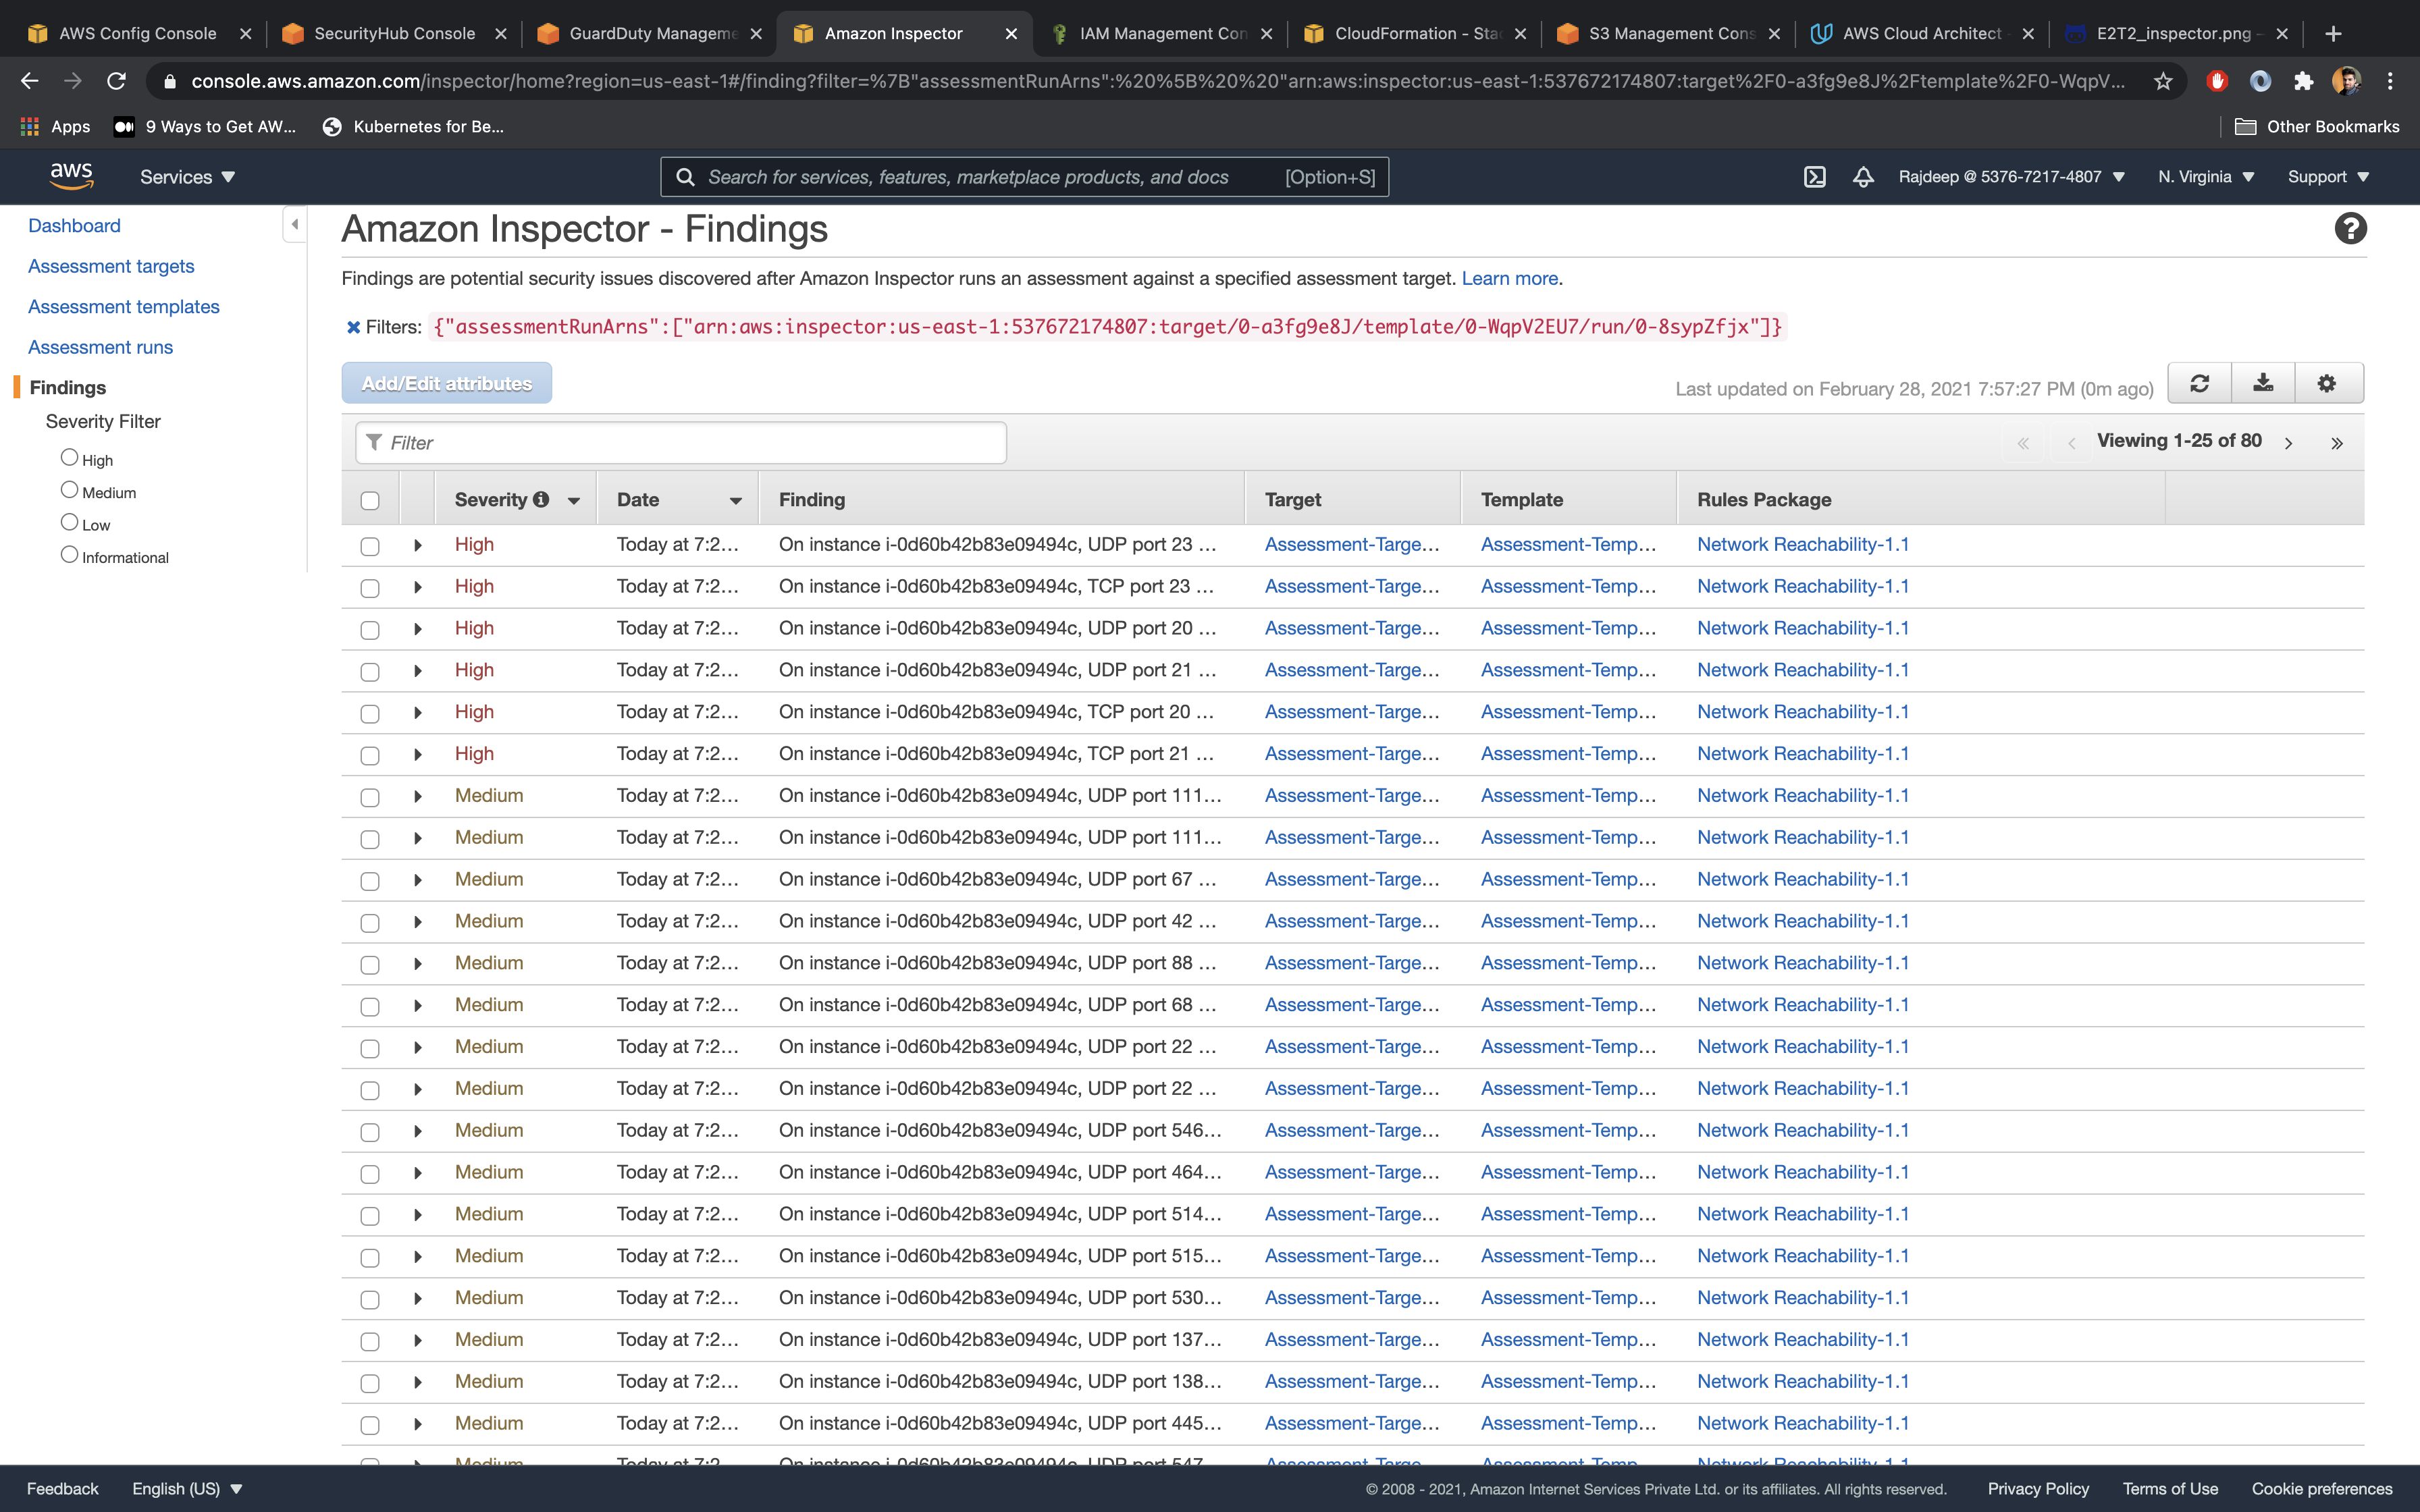 AWS Config Console
SecurityHub Console
GuardDuty Manageme
Amazon Inspector
IAM Management Con
CloudFormation - Stac
S3 Management Cons
AWS Cloud Architect -
E2T2_inspector.png -
console.aws.amazon.com/inspector/home?region=us-east-1#/finding?filter=%7B"assessmentRunArns":%20%5B%20%20"arn:aws:inspector:us-east-1:537672174807:target%2F0-a3fg9e8J%2Ftemplate%2F0-WqpV...
Apps
9 Ways to Get AW...
Kubernetes for Be...
Other Bookmarks
aws
Services
Search for services, features, marketplace products, and docs [Option+S]
Rajdeep @ 5376-7217-4807
N. Virginia
Support
Dashboard
Assessment targets
Assessment templates
Assessment runs
Findings
Severity Filter
High
Medium
Low
Informational
Amazon Inspector - Findings
Findings are potential security issues discovered after Amazon Inspector runs an assessment against a specified assessment target. Learn more.
Filters: {"assessmentRunArns":["arn:aws:inspector:us-east-1:537672174807:target/0-a3fg9e8J/template/0-WqpV2EU7/run/0-8sypZfjx"]}
Add/Edit attributes
Last updated on February 28, 2021 7:57:27 PM (0m ago)
Filter
Viewing 1-25 of 80
Severity Date Finding Target Template Rules Package
High Today at 7:2... On instance i-0d60b42b83e09494c, UDP port 23 ... Assessment-Targe... Assessment-Temp... Network Reachability-1.1
High Today at 7:2... On instance i-0d60b42b83e09494c, TCP port 23 ... Assessment-Targe... Assessment-Temp... Network Reachability-1.1
High Today at 7:2... On instance i-0d60b42b83e09494c, UDP port 20 ... Assessment-Targe... Assessment-Temp... Network Reachability-1.1
High Today at 7:2... On instance i-0d60b42b83e09494c, UDP port 21 ... Assessment-Targe... Assessment-Temp... Network Reachability-1.1
High Today at 7:2... On instance i-0d60b42b83e09494c, TCP port 20 ... Assessment-Targe... Assessment-Temp... Network Reachability-1.1
High Today at 7:2... On instance i-0d60b42b83e09494c, TCP port 21 ... Assessment-Targe... Assessment-Temp... Network Reachability-1.1
Medium Today at 7:2... On instance i-0d60b42b83e09494c, UDP port 111... Assessment-Targe... Assessment-Temp... Network Reachability-1.1
Medium Today at 7:2... On instance i-0d60b42b83e09494c, UDP port 111... Assessment-Targe... Assessment-Temp... Network Reachability-1.1
Medium Today at 7:2... On instance i-0d60b42b83e09494c, UDP port 67 ... Assessment-Targe... Assessment-Temp... Network Reachability-1.1
Medium Today at 7:2... On instance i-0d60b42b83e09494c, UDP port 42 ... Assessment-Targe... Assessment-Temp... Network Reachability-1.1
Medium Today at 7:2... On instance i-0d60b42b83e09494c, UDP port 88 ... Assessment-Targe... Assessment-Temp... Network Reachability-1.1
Medium Today at 7:2... On instance i-0d60b42b83e09494c, UDP port 68 ... Assessment-Targe... Assessment-Temp... Network Reachability-1.1
Medium Today at 7:2... On instance i-0d60b42b83e09494c, UDP port 22 ... Assessment-Targe... Assessment-Temp... Network Reachability-1.1
Medium Today at 7:2... On instance i-0d60b42b83e09494c, UDP port 22 ... Assessment-Targe... Assessment-Temp... Network Reachability-1.1
Medium Today at 7:2... On instance i-0d60b42b83e09494c, UDP port 546... Assessment-Targe... Assessment-Temp... Network Reachability-1.1
Medium Today at 7:2... On instance i-0d60b42b83e09494c, UDP port 464... Assessment-Targe... Assessment-Temp... Network Reachability-1.1
Medium Today at 7:2... On instance i-0d60b42b83e09494c, UDP port 514... Assessment-Targe... Assessment-Temp... Network Reachability-1.1
Medium Today at 7:2... On instance i-0d60b42b83e09494c, UDP port 515... Assessment-Targe... Assessment-Temp... Network Reachability-1.1
Medium Today at 7:2... On instance i-0d60b42b83e09494c, UDP port 530... Assessment-Targe... Assessment-Temp... Network Reachability-1.1
Medium Today at 7:2... On instance i-0d60b42b83e09494c, UDP port 137... Assessment-Targe... Assessment-Temp... Network Reachability-1.1
Medium Today at 7:2... On instance i-0d60b42b83e09494c, UDP port 138... Assessment-Targe... Assessment-Temp... Network Reachability-1.1
Medium Today at 7:2... On instance i-0d60b42b83e09494c, UDP port 445... Assessment-Targe... Assessment-Temp... Network Reachability-1.1
Medium Today at 7:2... On instance i-0d60b42b83e09494c, UDP port 547... Assessment-Targe... Assessment-Temp... Network Reachability-1.1
Feedback
English (US)
© 2008 - 2021, Amazon Internet Services Private Ltd. or its affiliates. All rights reserved.
Privacy Policy
Terms of Use
Cookie preferences